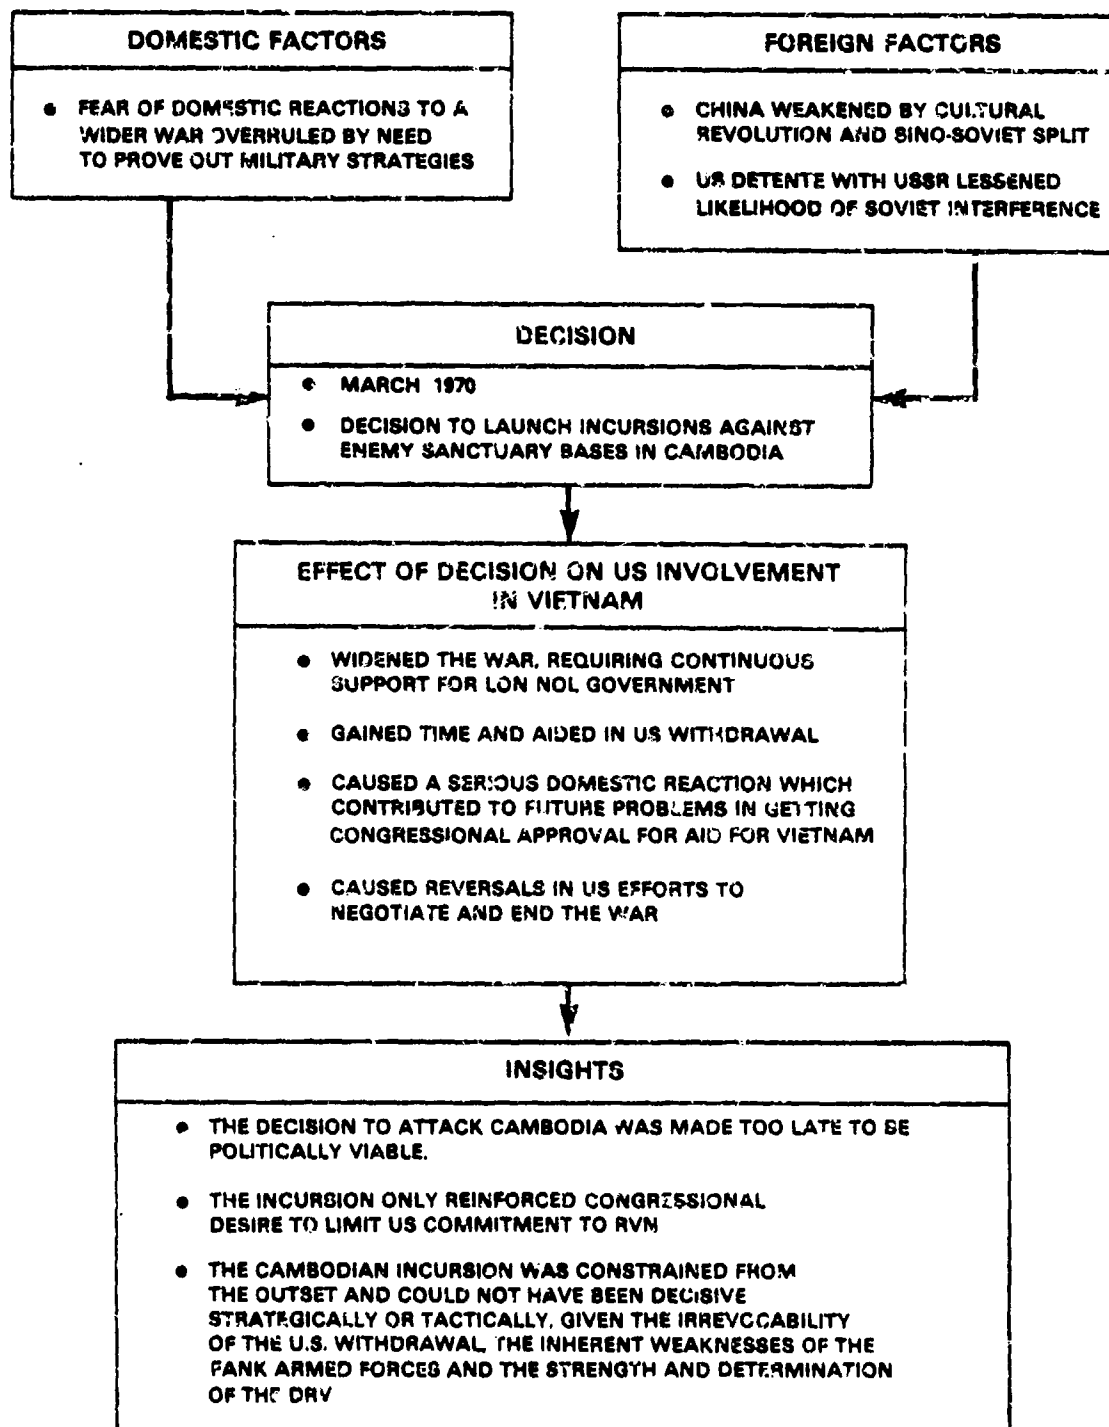 DOMESTIC FACTORS
• FEAR OF DOMESTIC REACTIONS TO A
WIDER WAR OVERRULED BY NEED
TO PROVE OUT MILITARY STRATEGIES
FOREIGN FACTORS
• CHINA WEAKENED BY CULTURAL
REVOLUTION AND SINO-SOVIET SPLIT
• US DETENTE WITH USSR LESSENED
LIKELIHOOD OF SOVIET INTERFERENCE
DECISION
• MARCH 1970
• DECISION TO LAUNCH INCURSIONS AGAINST
ENEMY SANCTUARY BASES IN CAMBODIA
EFFECT OF DECISION ON US INVOLVEMENT
IN VIETNAM
• WIDENED THE WAR, REQUIRING CONTINUOUS
SUPPORT FOR LON NOL GOVERNMENT
• GAINED TIME AND AIDED IN US WITHDRAWAL
• CAUSED A SERIOUS DOMESTIC REACTION WHICH
CONTRIBUTED TO FUTURE PROBLEMS IN GETTING
CONGRESSIONAL APPROVAL FOR AID FOR VIETNAM
• CAUSED REVERSALS IN US EFFORTS TO
NEGOTIATE AND END THE WAR
INSIGHTS
• THE DECISION TO ATTACK CAMBODIA WAS MADE TOO LATE TO BE
POLITICALLY VIABLE.
• THE INCURSION ONLY REINFORCED CONGRESSIONAL
DESIRE TO LIMIT US COMMITMENT TO RVN
• THE CAMBODIAN INCURSION WAS CONSTRAINED FROM
THE OUTSET AND COULD NOT HAVE BEEN DECISIVE
STRATEGICALLY OR TACTICALLY, GIVEN THE IRREVOCABILITY
OF THE U.S. WITHDRAWAL, THE INHERENT WEAKNESSES OF THE
FANK ARMED FORCES AND THE STRENGTH AND DETERMINATION
OF THE DRV